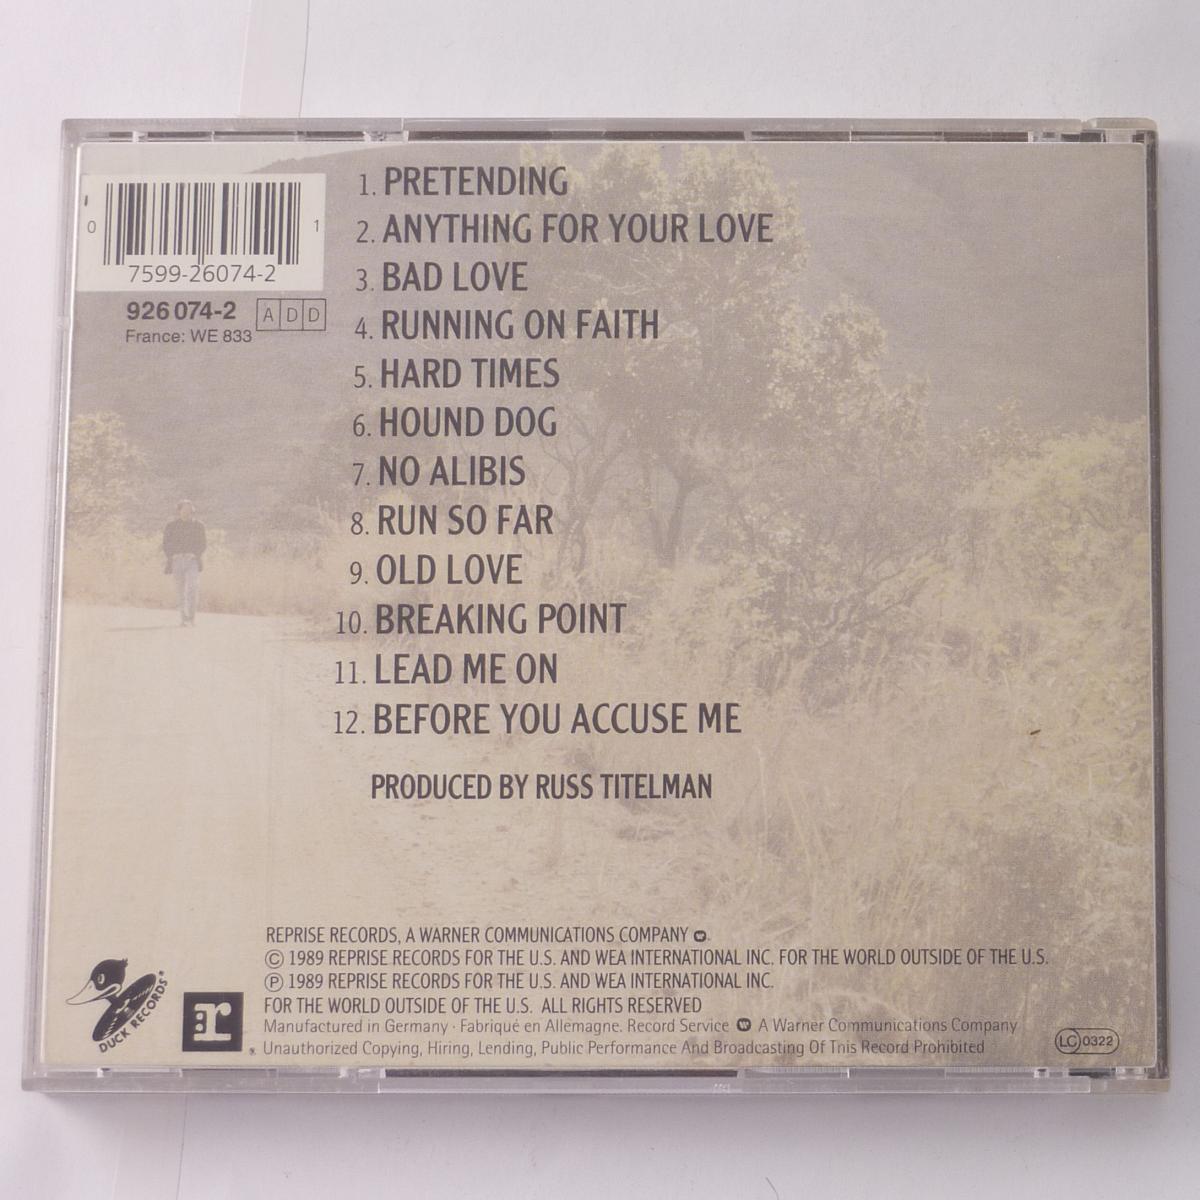 0 1
7599-26074-2
926 074-2 ADD
France: WE 833
1. PRETENDING
2. ANYTHING FOR YOUR LOVE
3. BAD LOVE
4. RUNNING ON FAITH
5. HARD TIMES
6. HOUND DOG
7. NO ALIBIS
8. RUN SO FAR
9. OLD LOVE
10. BREAKING POINT
11. LEAD ME ON
12. BEFORE YOU ACCUSE ME
PRODUCED BY RUSS TITELMAN
REPRISE RECORDS, A WARNER COMMUNICATIONS COMPANY
© 1989 REPRISE RECORDS FOR THE U.S. AND WEA INTERNATIONAL INC. FOR THE WORLD OUTSIDE OF THE U.S.
℗ 1989 REPRISE RECORDS FOR THE U.S. AND WEA INTERNATIONAL INC.
FOR THE WORLD OUTSIDE OF THE U.S. ALL RIGHTS RESERVED
Manufactured in Germany · Fabriqué en Allemagne. Record Service A Warner Communications Company
Unauthorized Copying, Hiring, Lending, Public Performance And Broadcasting Of This Record Prohibited
DUCK RECORDS®
r
LC 0322